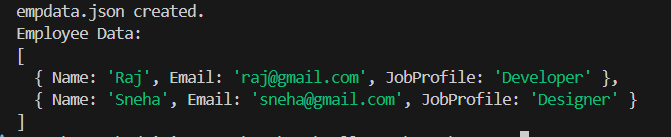 empdata.json created.
Employee Data:
[
  { Name: 'Raj', Email: 'raj@gmail.com', JobProfile: 'Developer' },
  { Name: 'Sneha', Email: 'sneha@gmail.com', JobProfile: 'Designer' }
]